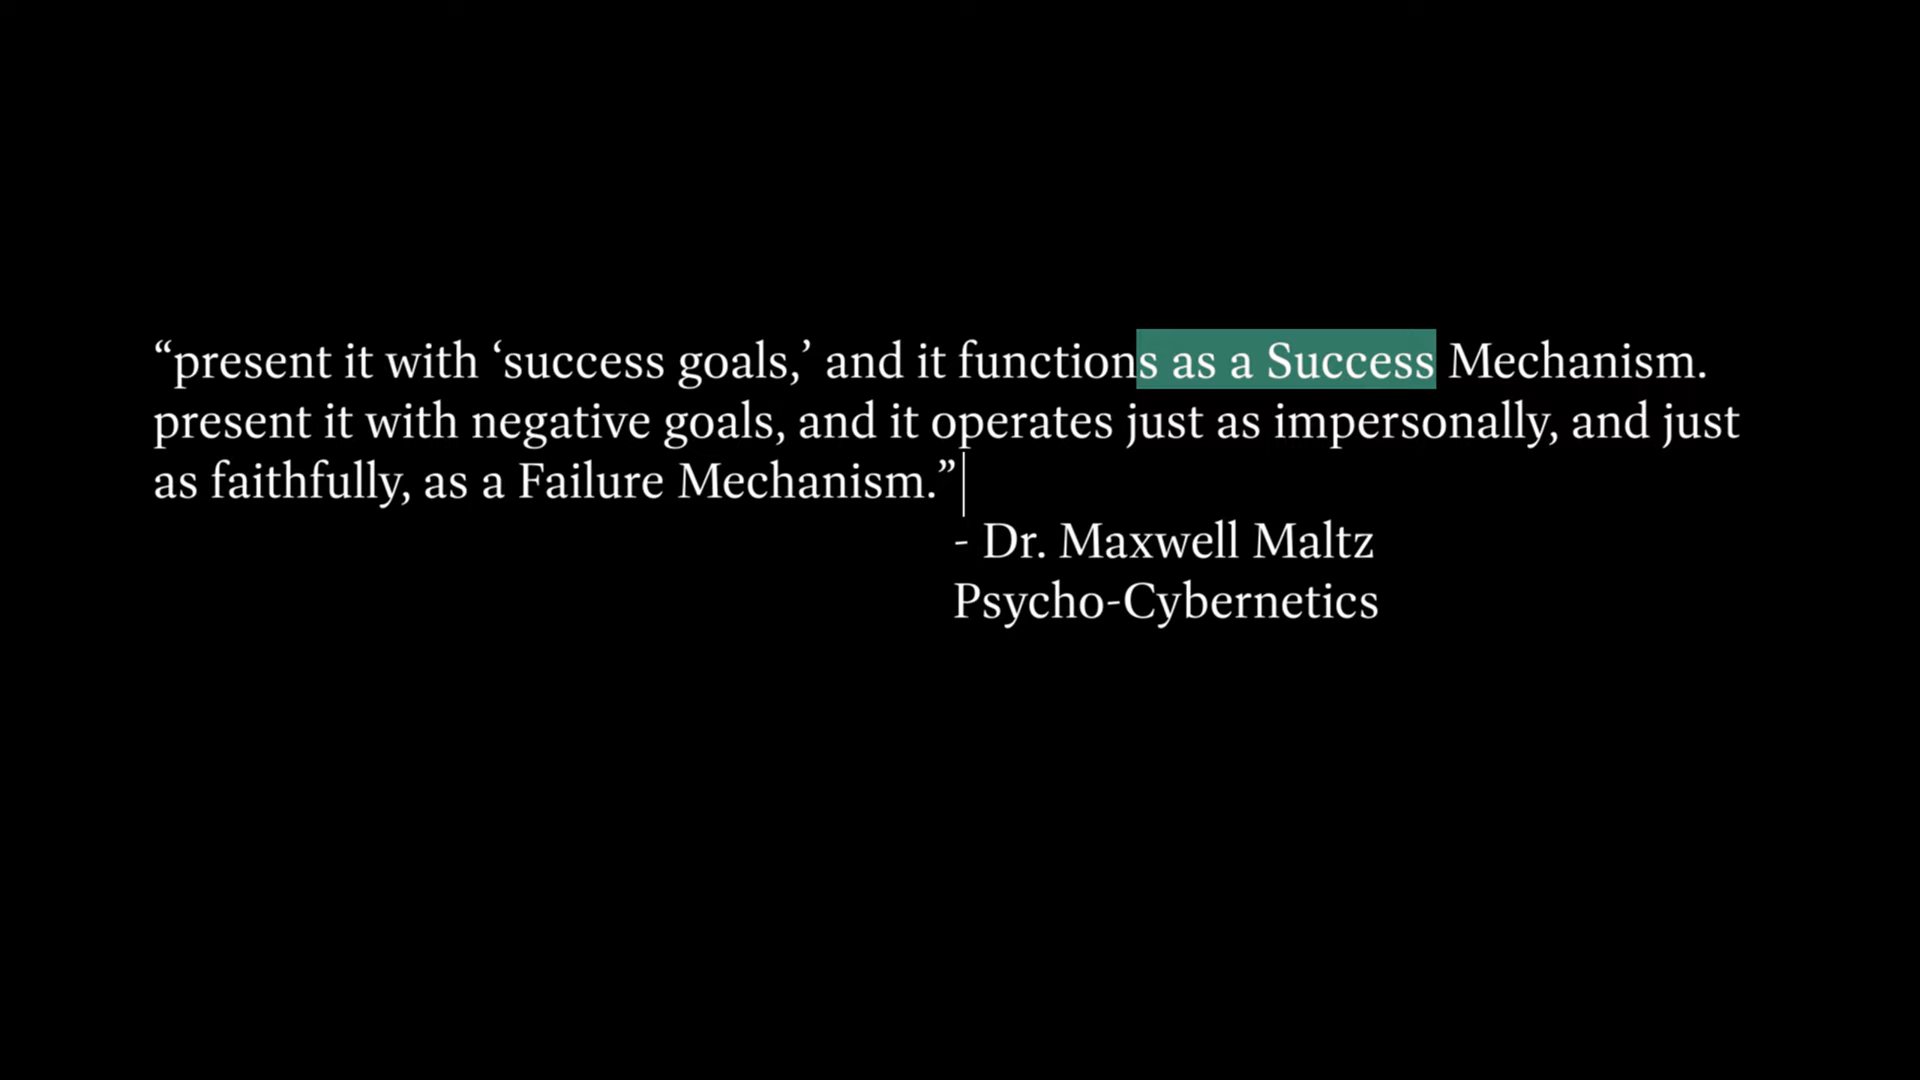 “present it with ‘success goals,’ and it functions as a Success Mechanism.
present it with negative goals, and it operates just as impersonally, and just
as faithfully, as a Failure Mechanism.”
- Dr. Maxwell Maltz
Psycho-Cybernetics